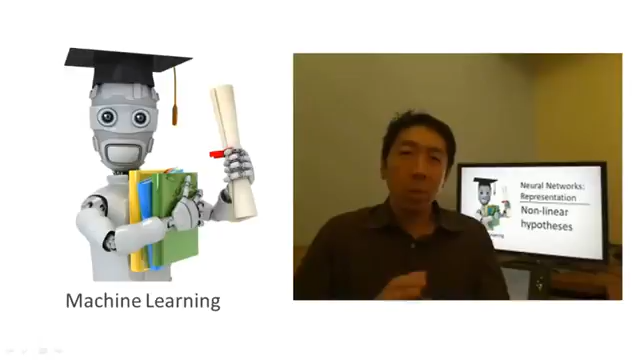 Machine Learning
Neural Networks:
Representation
Non-linear
hypotheses